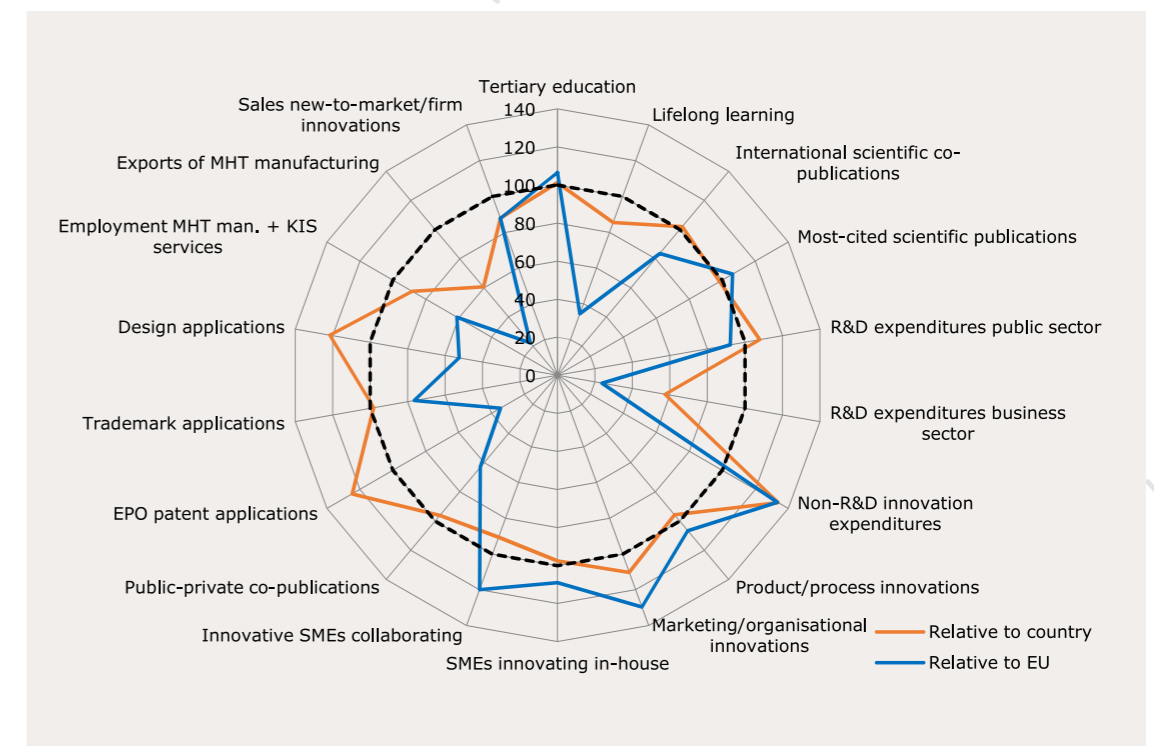 Tertiary education
Sales new-to-market/firm
innovations
Lifelong learning
Exports of MHT manufacturing
International scientific co-
publications
Employment MHT man. + KIS
services
Most-cited scientific publications
Design applications
R&D expenditures public sector
Trademark applications
R&D expenditures business
sector
EPO patent applications
Non-R&D innovation
expenditures
Public-private co-publications
Product/process innovations
Innovative SMEs collaborating
Marketing/organisational
innovations
SMEs innovating in-house
140
120
100
80
60
40
20
0
Relative to country
Relative to EU